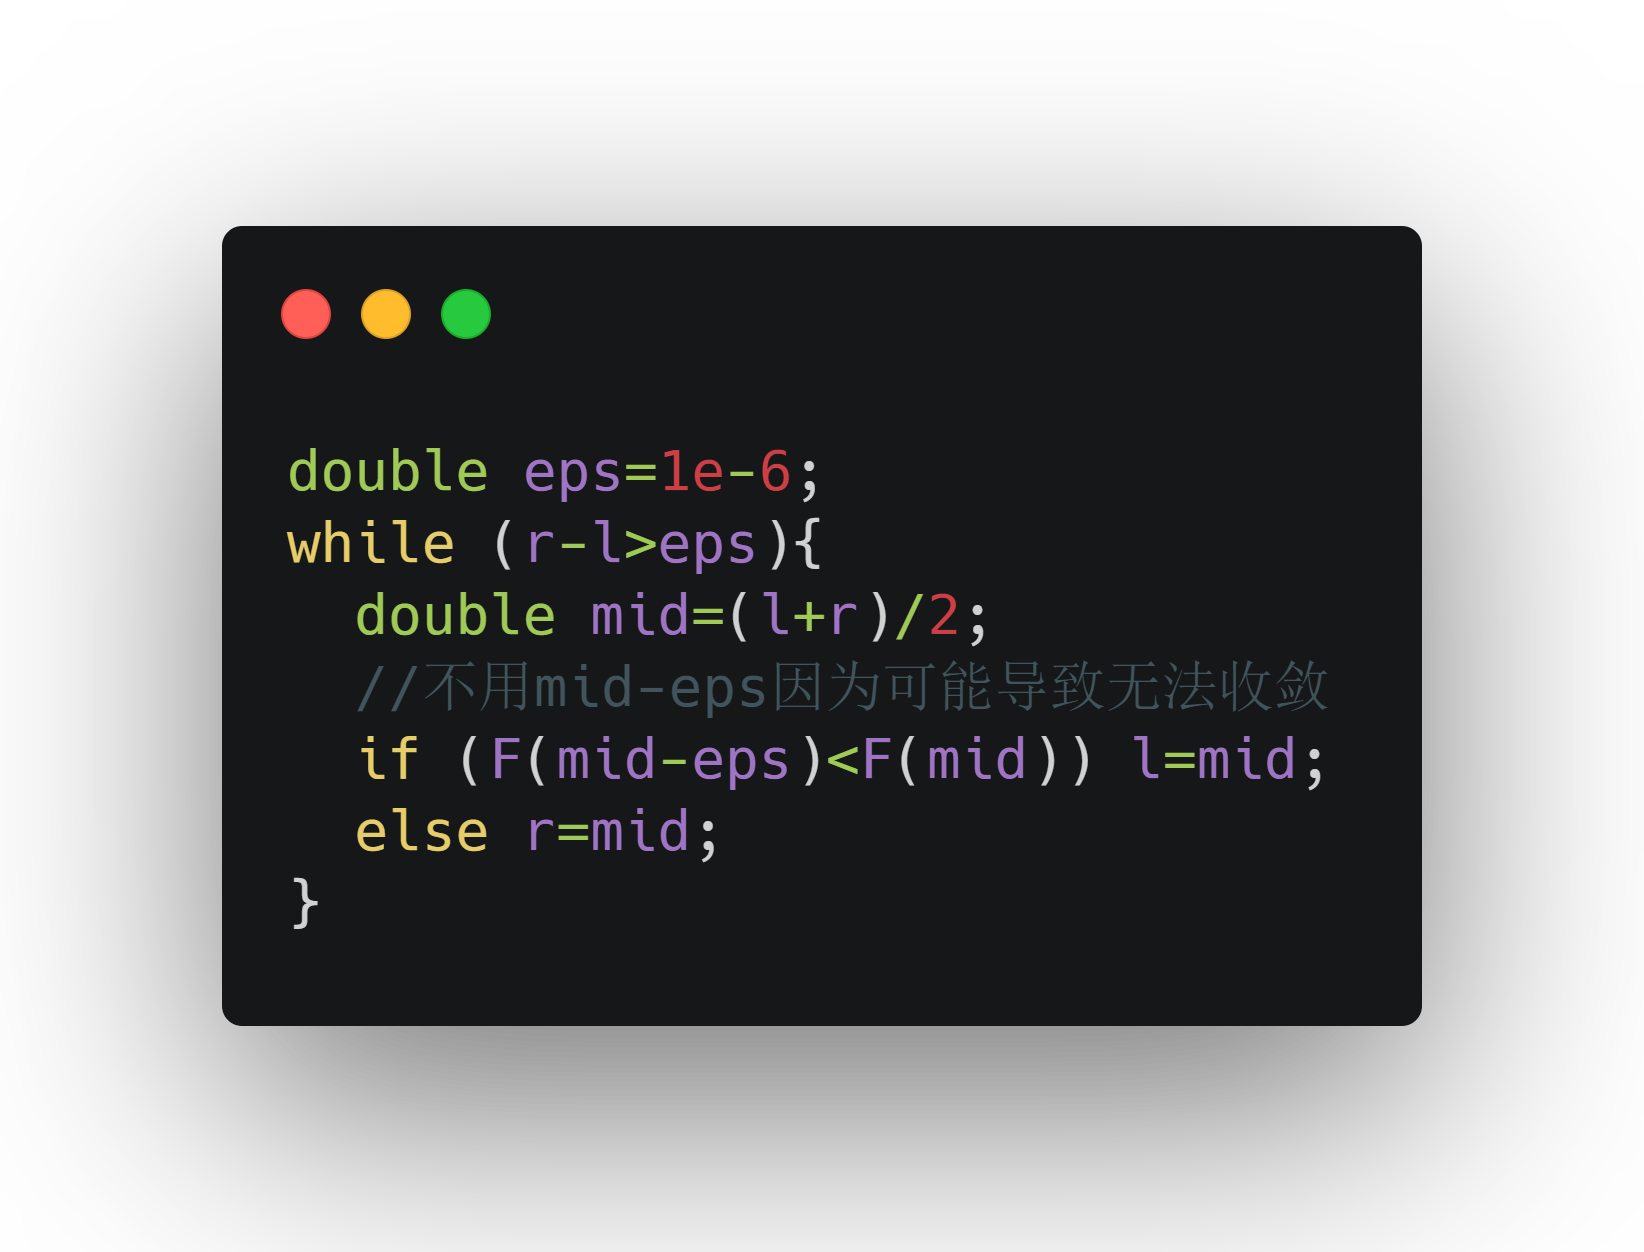 double eps=1e-6;
while (r-l>eps){
  double mid=(l+r)/2;
  //不用mid-eps因为可能导致无法收敛
  if (F(mid-eps)<F(mid)) l=mid;
  else r=mid;
}